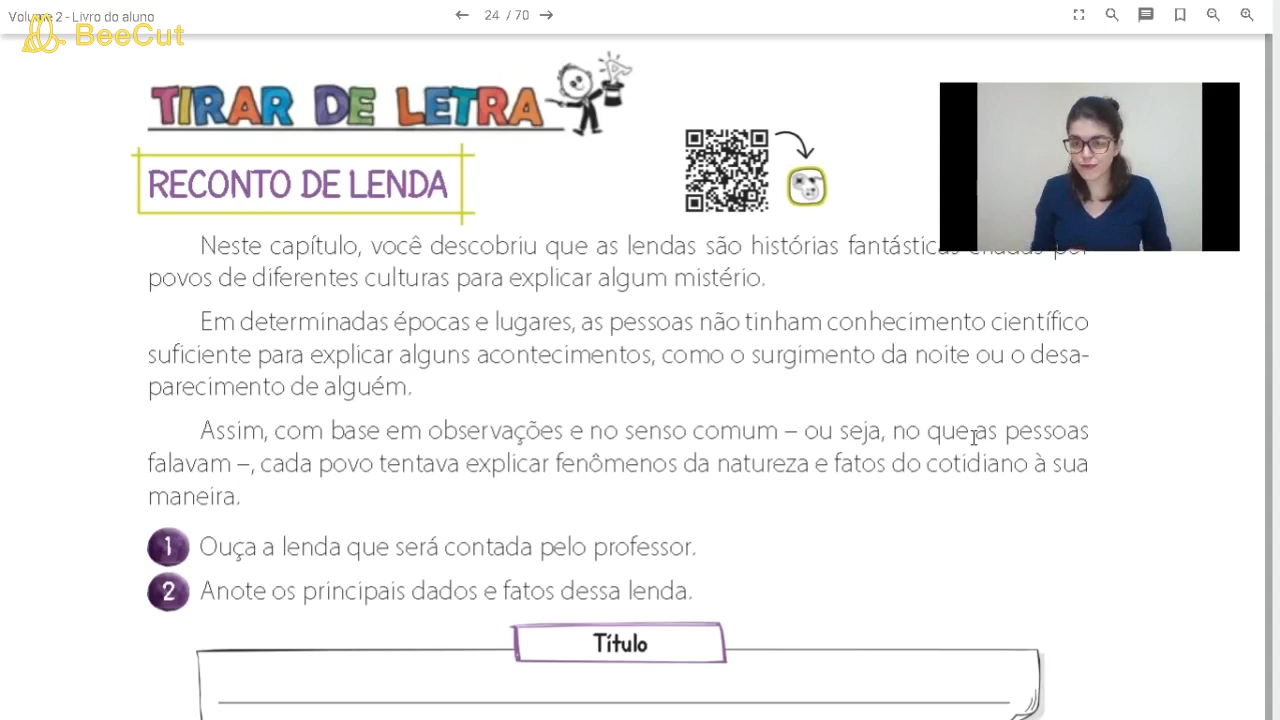 Volume 2 - Livro do aluno
24 / 70
BeeCut
TIRAR DE LETRA
RECONTO DE LENDA
Neste capítulo, você descobriu que as lendas são histórias fantásticas criadas por
povos de diferentes culturas para explicar algum mistério.
Em determinadas épocas e lugares, as pessoas não tinham conhecimento científico
suficiente para explicar alguns acontecimentos, como o surgimento da noite ou o desa-
parecimento de alguém.
Assim, com base em observações e no senso comum – ou seja, no que as pessoas
falavam –, cada povo tentava explicar fenômenos da natureza e fatos do cotidiano à sua
maneira.
1 Ouça a lenda que será contada pelo professor.
2 Anote os principais dados e fatos dessa lenda.
Título